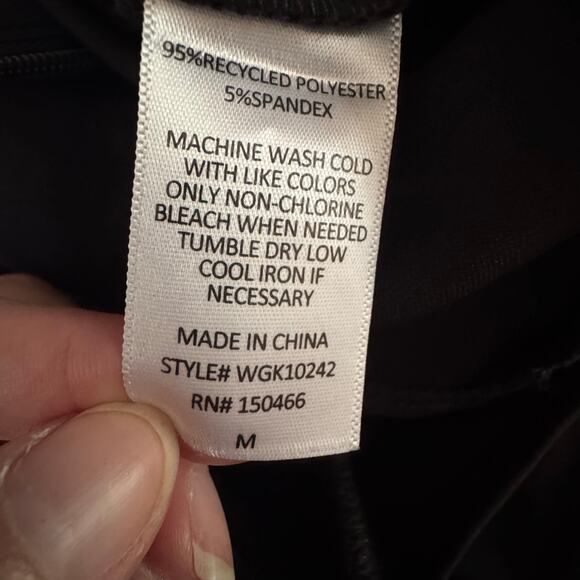 95%RECYCLED POLYESTER
5%SPANDEX
MACHINE WASH COLD
WITH LIKE COLORS
ONLY NON-CHLORINE
BLEACH WHEN NEEDED
TUMBLE DRY LOW
COOL IRON IF
NECESSARY
MADE IN CHINA
STYLE# WGK10242
RN# 150466
M